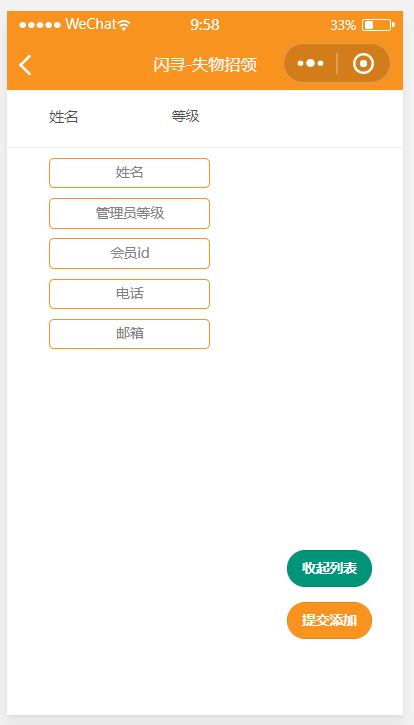 WeChat 9:58 33%
闪寻-失物招领
姓名 等级
姓名
管理员等级
会员id
电话
邮箱
收起列表
提交添加